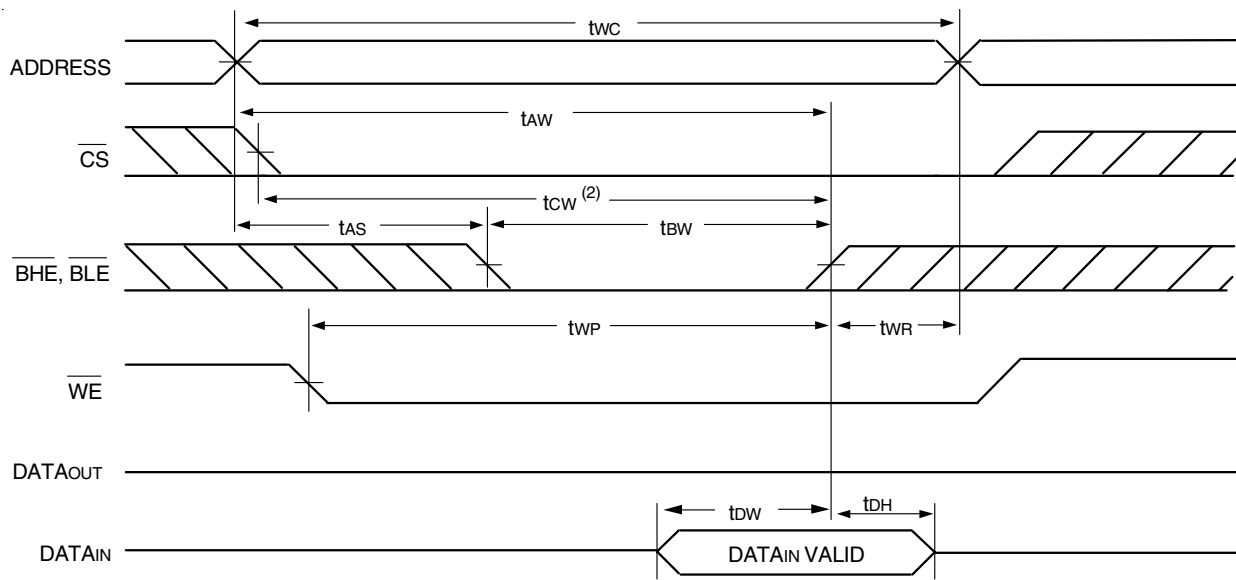 tWC
ADDRESS
tAW
CS
tCW (2)
tAS
tBW
BHE, BLE
tWP
tWR
WE
DATAOUT
tDW
tDH
DATAIN
DATAIN VALID